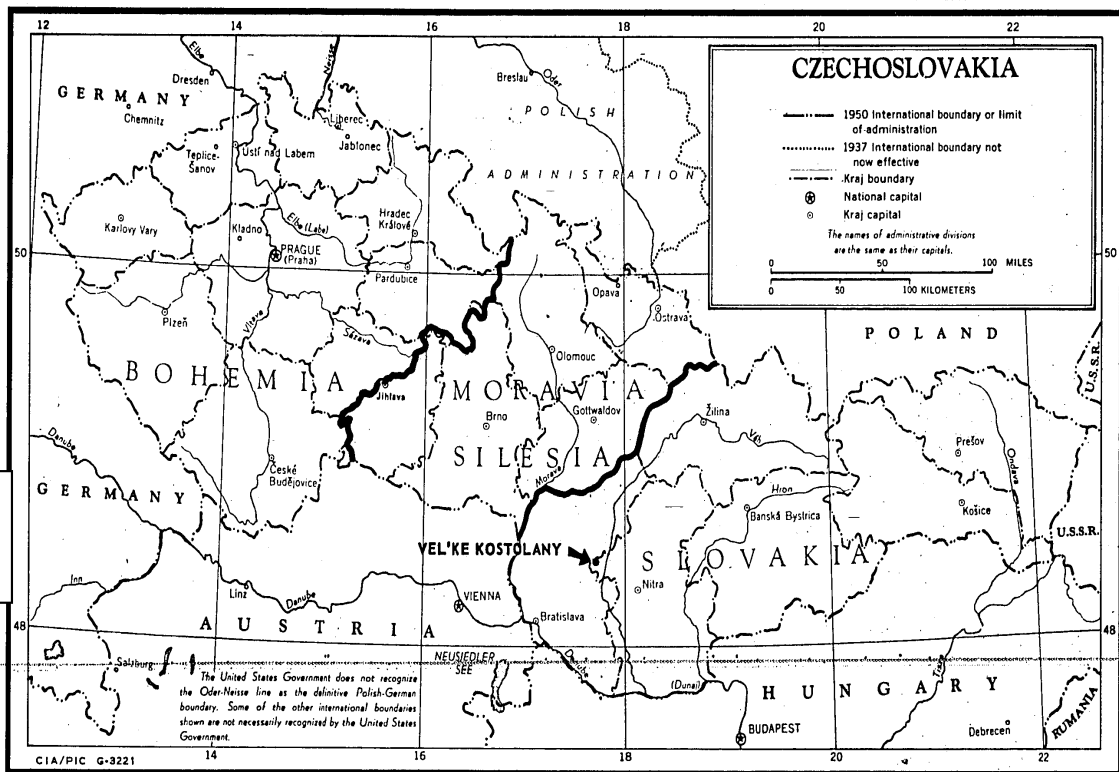 12 14 16 18 20 22
CZECHOSLOVAKIA
1950 International boundary or limit
of administration
1937 International boundary not
now effective
Kraj boundary
National capital
Kraj capital
The names of administrative divisions
are the same as their capitals.
0 50 100 MILES
0 50 100 KILOMETERS
Elbe
Neisse
Dresden
Breslau
Oder
GERMANY
Chemnitz
POLISH
Liberec
Jablonec
Ústí nad Labem
Teplice-
Šanov
ADMINISTRATION
Karlovy Vary
Kladno
Elbe (Labe)
Hradec
Králové
50
PRAGUE
(Praha)
Pardubice
50
Opava
Ostrava
Plzeň
Vltava
Sázava
POLAND
U.S.S.R.
Olomouc
BOHEMIA
Jihlava
MORAVIA
Brno
Gottwaldov
Žilina
Váh
Prešov
Ondava
Danube
SILESIA
Morava
České
Budějovice
GERMANY
Hron
Banská Bystrica
Košice
U.S.S.R.
VEL'KE KOSTOLANY
SLOVAKIA
Nitra
Inn
Linz
Danube
VIENNA
Bratislava
48
AUSTRIA
48
Salzburg
NEUSIEDLER
SEE
Danube
(Dunai)
Tisza
HUNGARY
RUMANIA
BUDAPEST
Debrecen
The United States Government does not recognize
the Oder-Neisse line as the definitive Polish-German
boundary. Some of the other international boundaries
shown are not necessarily recognized by the United States
Government.
14 16 18 20 22
CIA/PIC G-3221